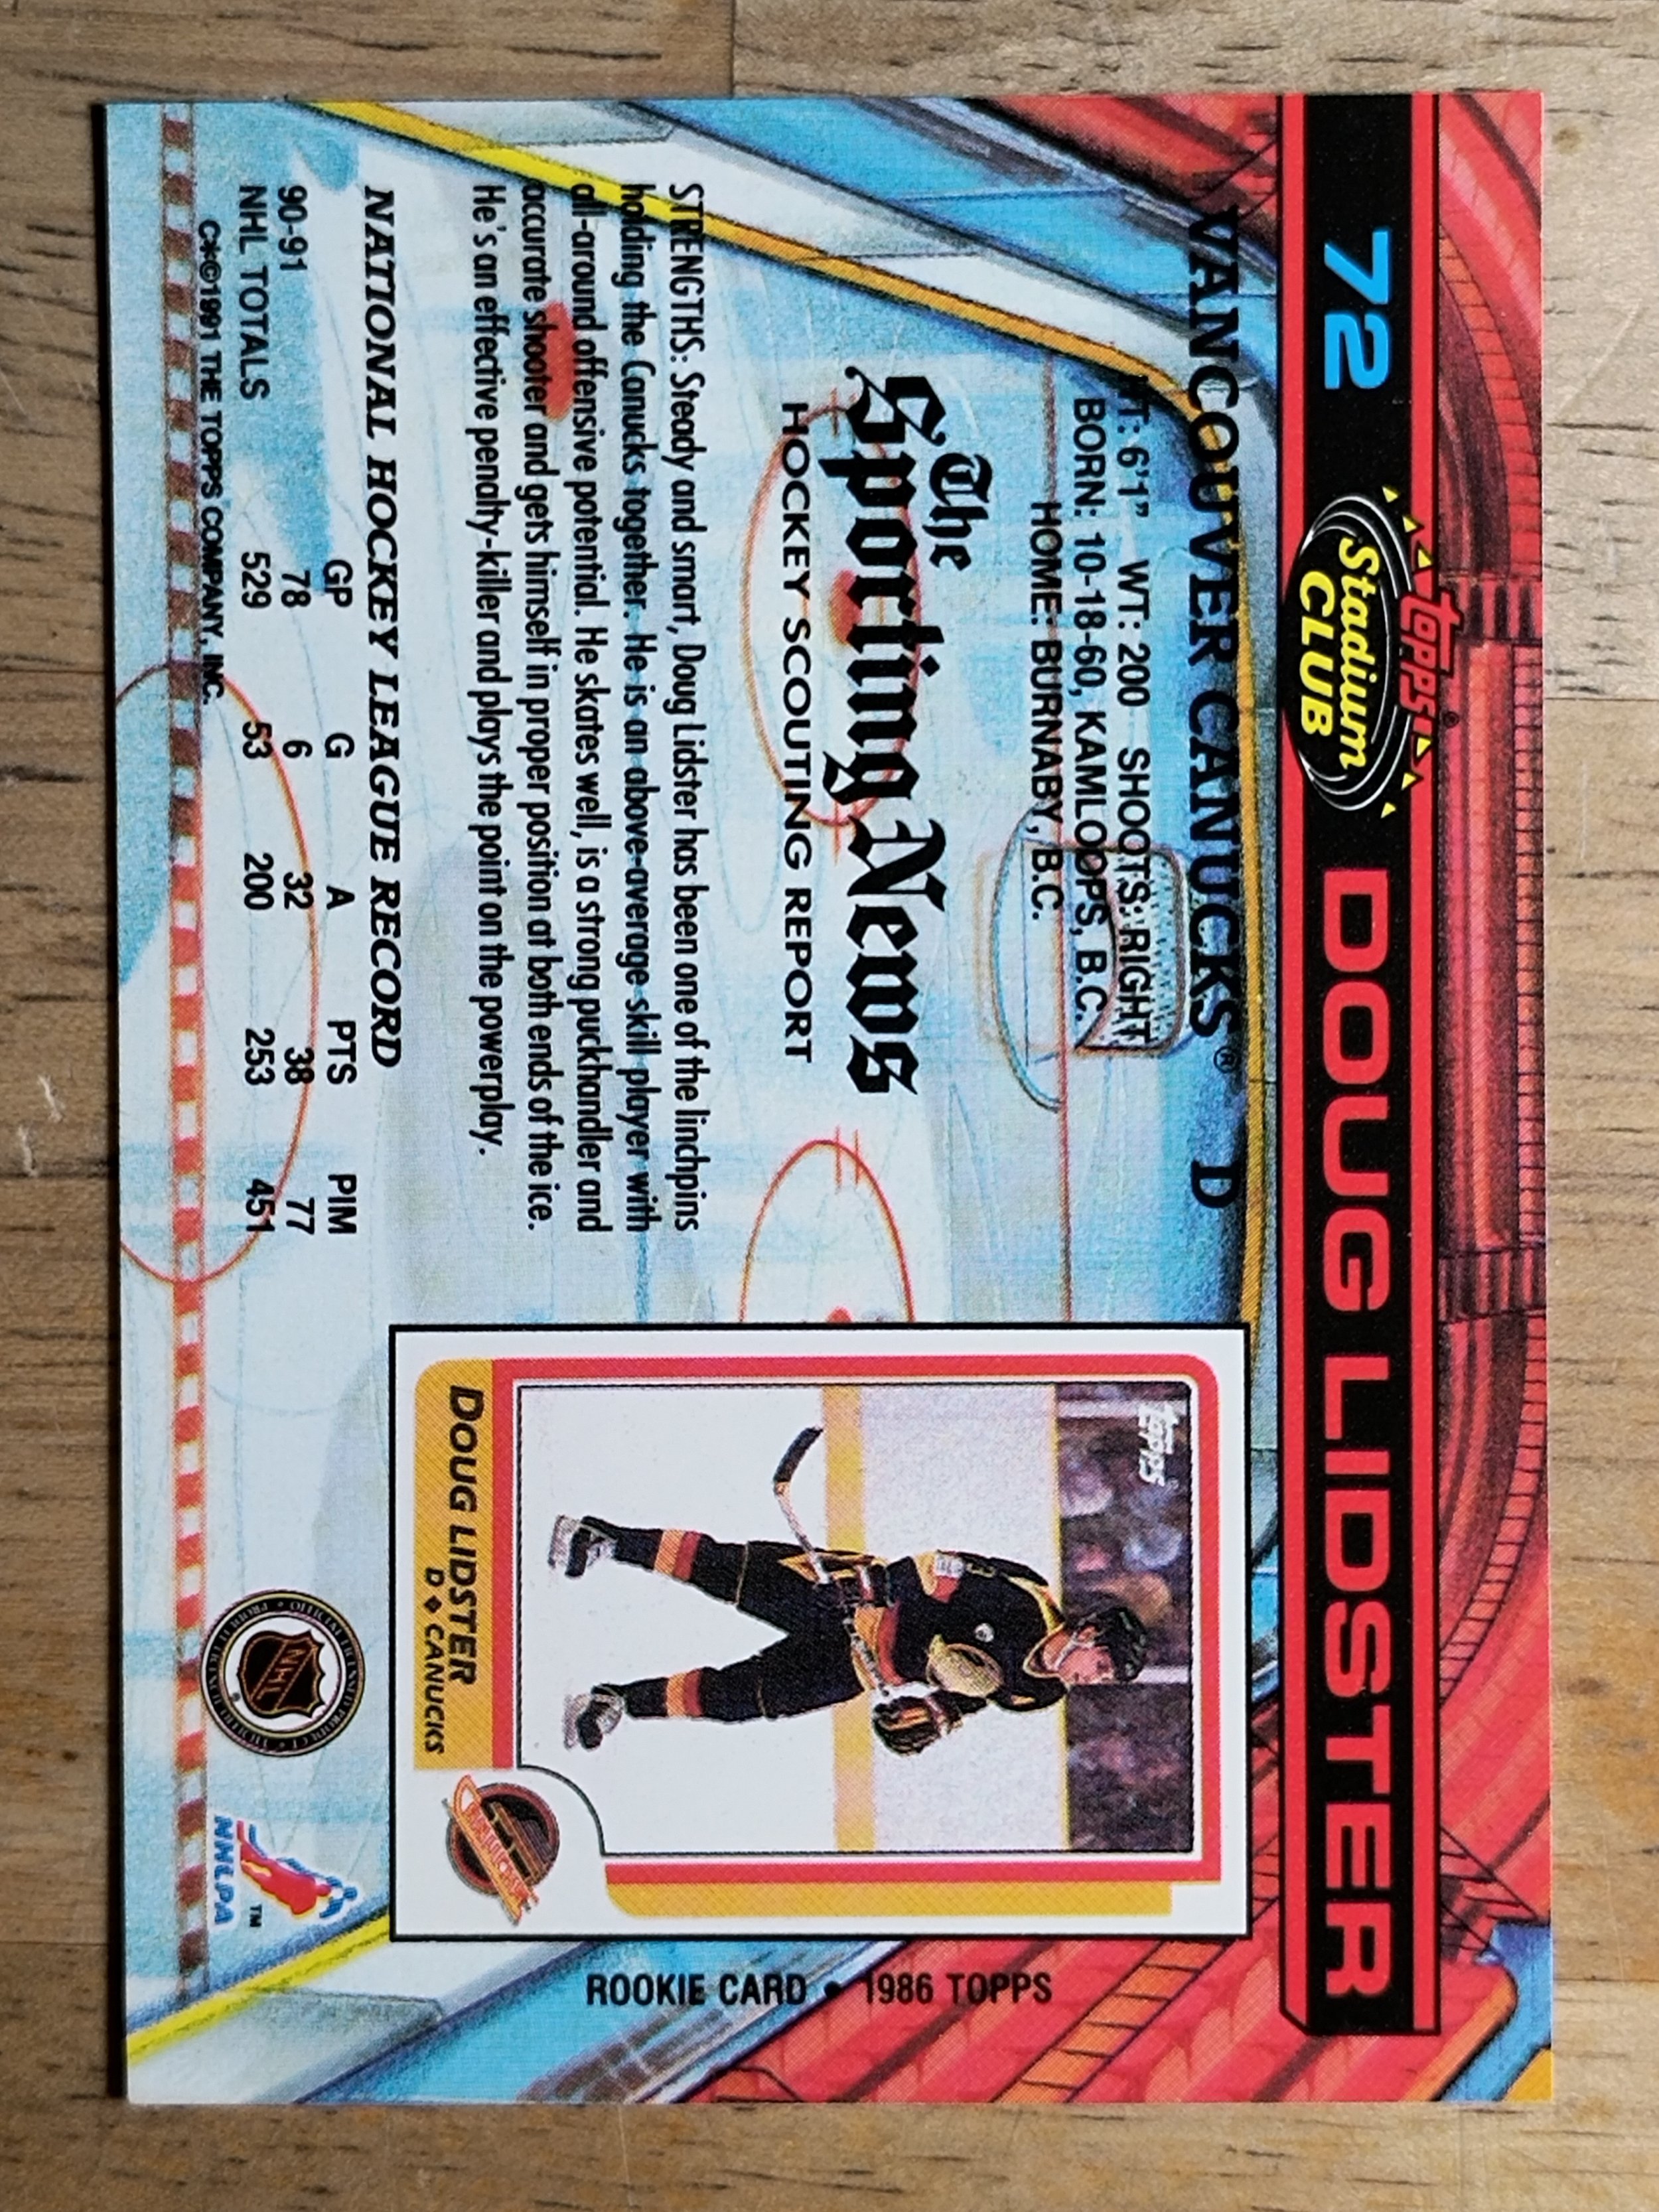 72
topps®
Stadium
CLUB
DOUG LIDSTER
VANCOUVER CANUCKS® D
HT: 6'1" WT: 200 SHOOTS: RIGHT
BORN: 10-18-60, KAMLOOPS, B.C.
HOME: BURNABY, B.C.
The
Sporting News
HOCKEY SCOUTING REPORT
STRENGTHS: Steady and smart, Doug Lidster has been one of the linchpins
holding the Canucks together. He is an above-average skill player with
all-around offensive potential. He skates well, is a strong puckhandler and
accurate shooter and gets himself in proper position at both ends of the ice.
He's an effective penalty-killer and plays the point on the powerplay.
NATIONAL HOCKEY LEAGUE RECORD
GP G A PTS PIM
90-91 78 6 32 38 77
NHL TOTALS 529 53 200 253 451
C✻©1991 THE TOPPS COMPANY, INC.
topps
DOUG LIDSTER
D ◆ CANUCKS
ROOKIE CARD • 1986 TOPPS
NHL
NHLPA
TM